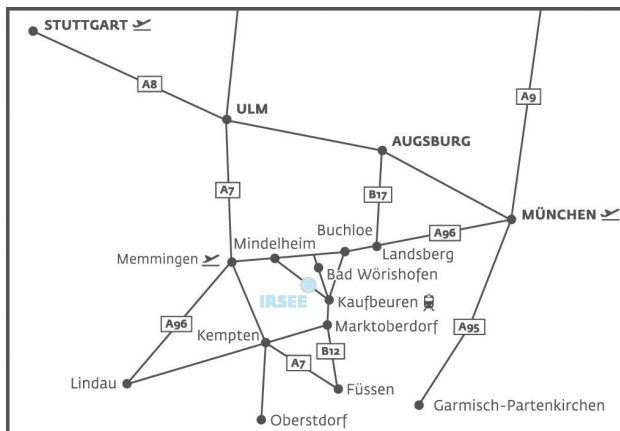 STUTTGART
A8
A9
ULM
AUGSBURG
A7
B17
MÜNCHEN
Buchloe
A96
Mindelheim
Landsberg
Memmingen
Bad Wörishofen
IRSEE
Kaufbeuren
A96
Kempten
Marktoberdorf
A95
B12
A7
Lindau
Füssen
Garmisch-Partenkirchen
Oberstdorf